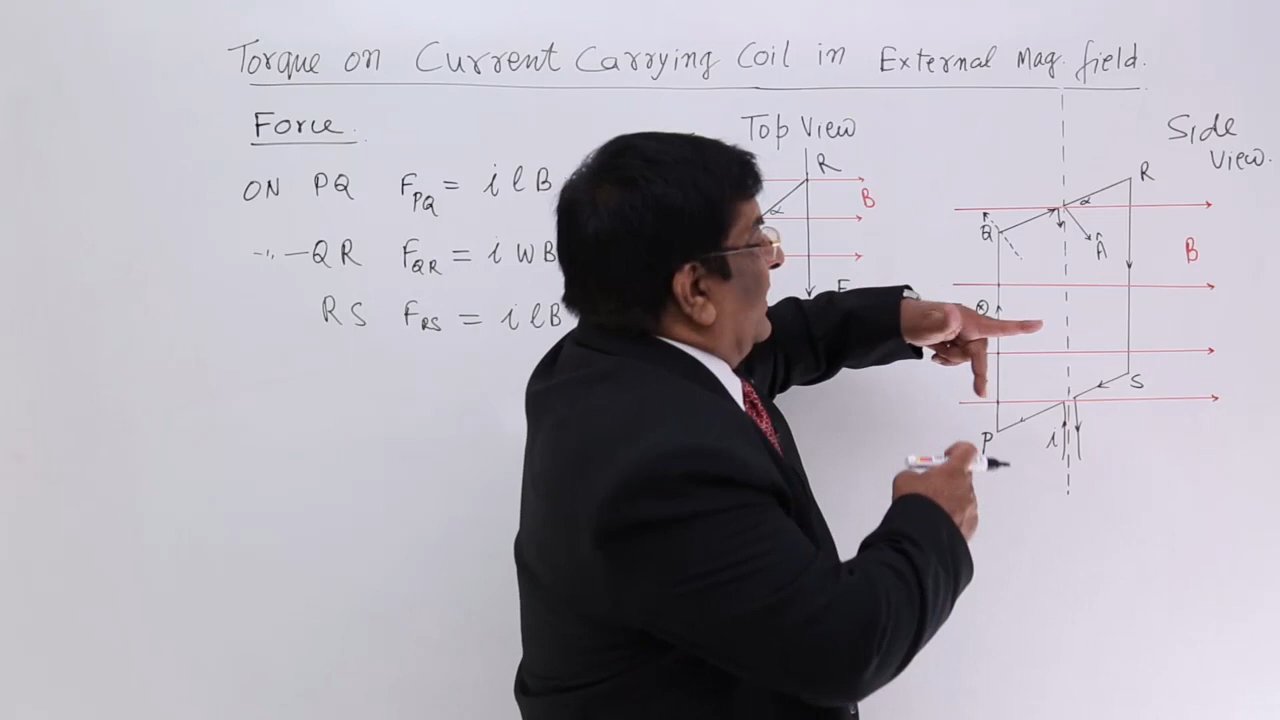 Torque on Current Carrying Coil in External Mag. field.
Force.
ON PQ F_PQ = i l B
-"- QR F_QR = i W B
RS F_RS = i l B
Top View
R
B
α
F
Side View.
R
Q
α
Â
B
⊗
S
P
i